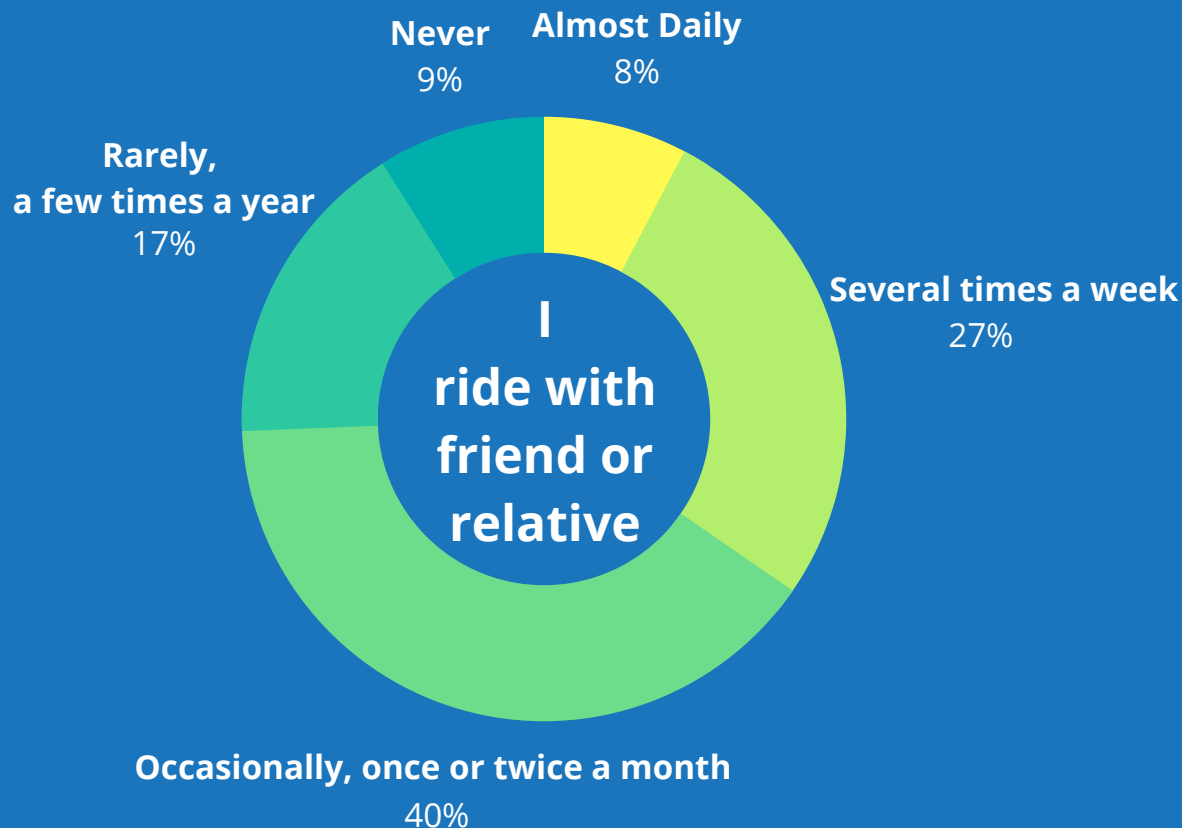 Never
9%
Almost Daily
8%
Rarely,
a few times a year
17%
Several times a week
27%
I
ride with
friend or
relative
Occasionally, once or twice a month
40%